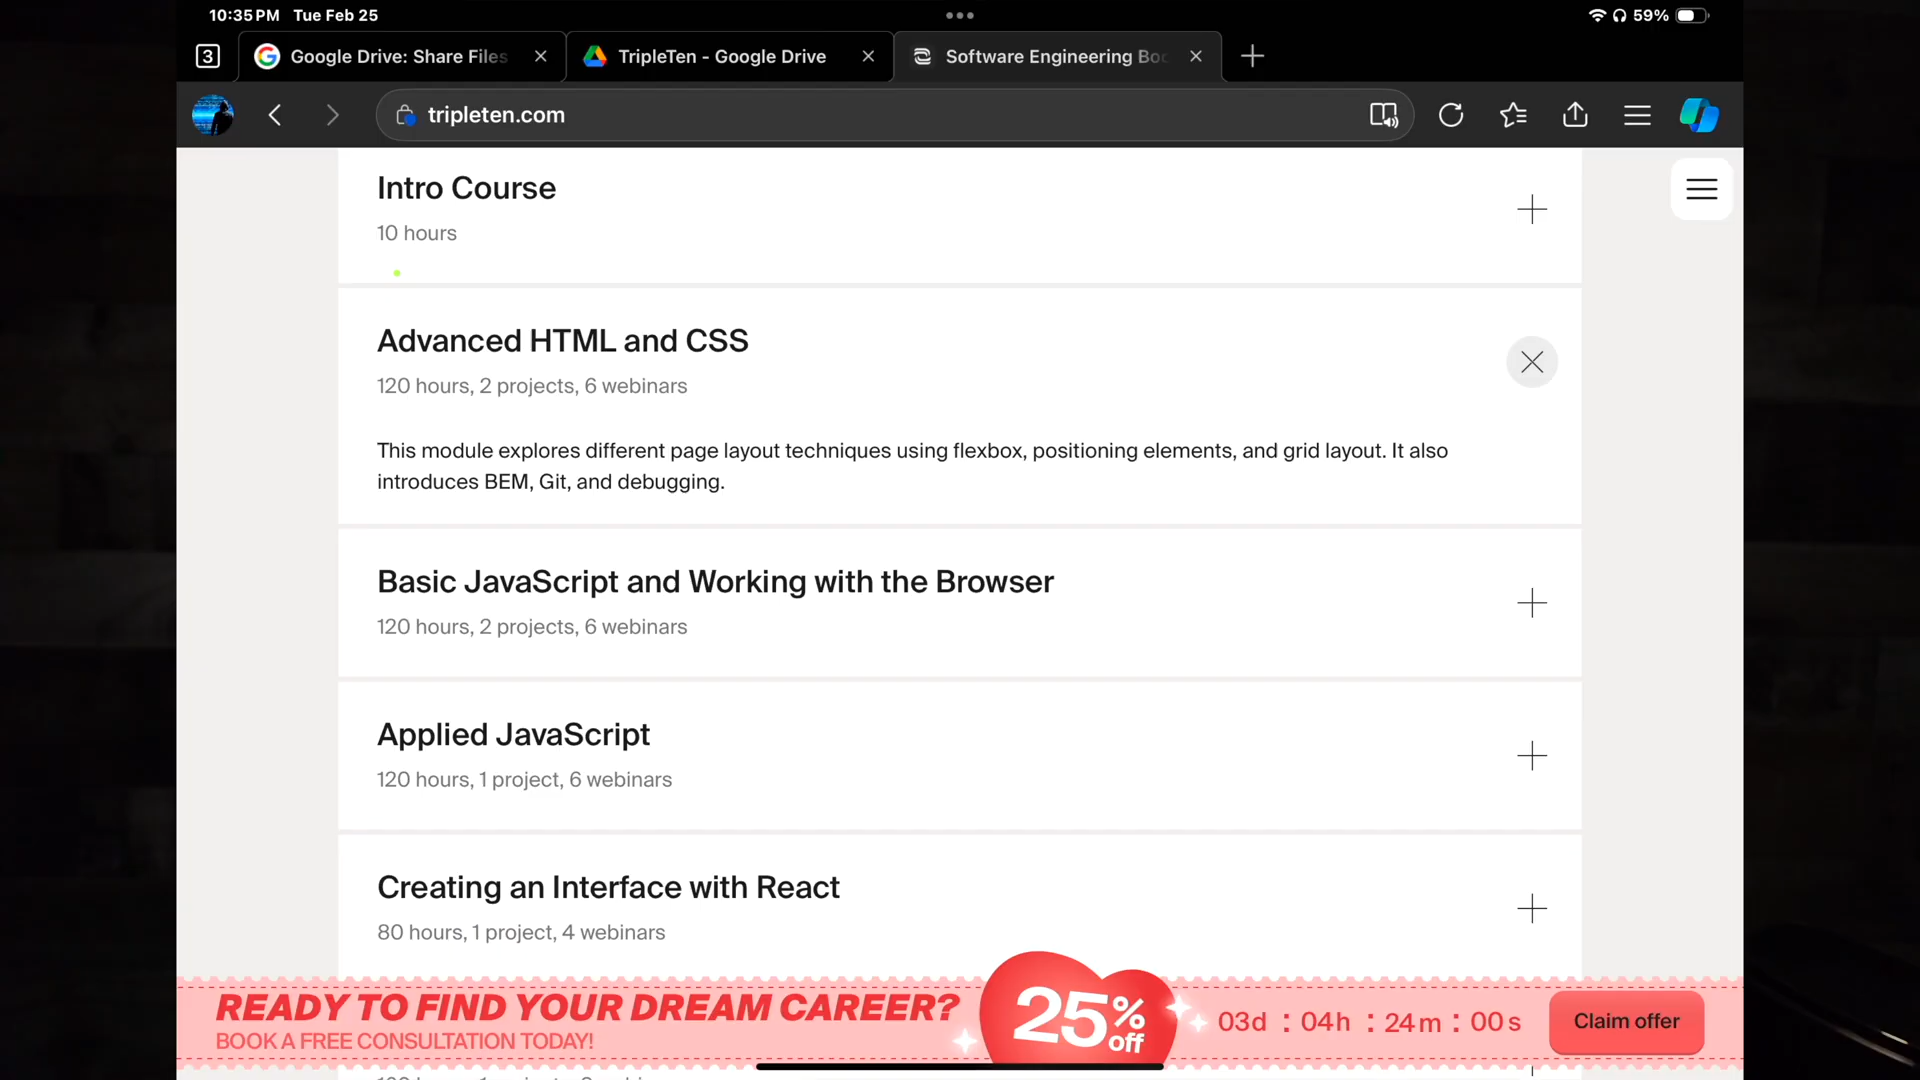 10:35 PM Tue Feb 25
59%
3
Google Drive: Share Files
TripleTen - Google Drive
Software Engineering Boo
tripleten.com
Intro Course
10 hours
Advanced HTML and CSS
120 hours, 2 projects, 6 webinars
This module explores different page layout techniques using flexbox, positioning elements, and grid layout. It also
introduces BEM, Git, and debugging.
Basic JavaScript and Working with the Browser
120 hours, 2 projects, 6 webinars
Applied JavaScript
120 hours, 1 project, 6 webinars
Creating an Interface with React
80 hours, 1 project, 4 webinars
READY TO FIND YOUR DREAM CAREER?
BOOK A FREE CONSULTATION TODAY!
25% off
03d : 04h : 24m : 00s
Claim offer